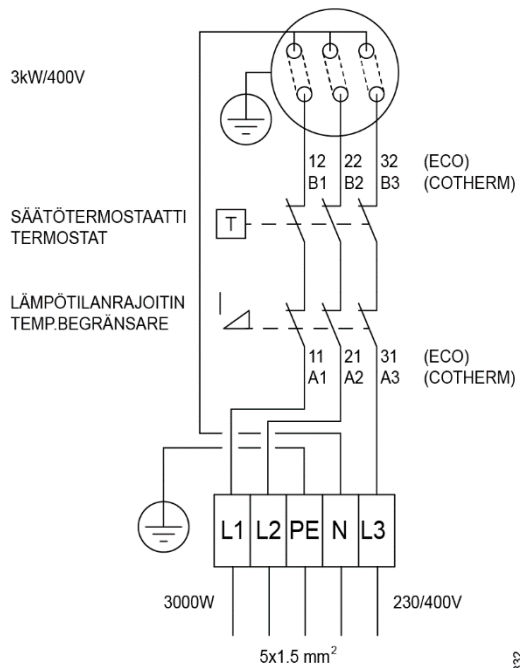 3kW/400V
12 22 32 (ECO)
B1 B2 B3 (COTHERM)
SÄÄTÖTERMOSTAATTI
TERMOSTAT
T
LÄMPÖTILANRAJOITIN
TEMP.BEGRÄNSARE
11 21 31 (ECO)
A1 A2 A3 (COTHERM)
L1 L2 PE N L3
3000W 230/400V
5x1.5 mm²